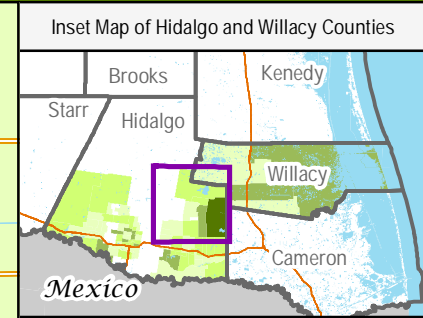 Inset Map of Hidalgo and Willacy Counties
Brooks
Kenedy
Starr
Hidalgo
Willacy
Cameron
Mexico